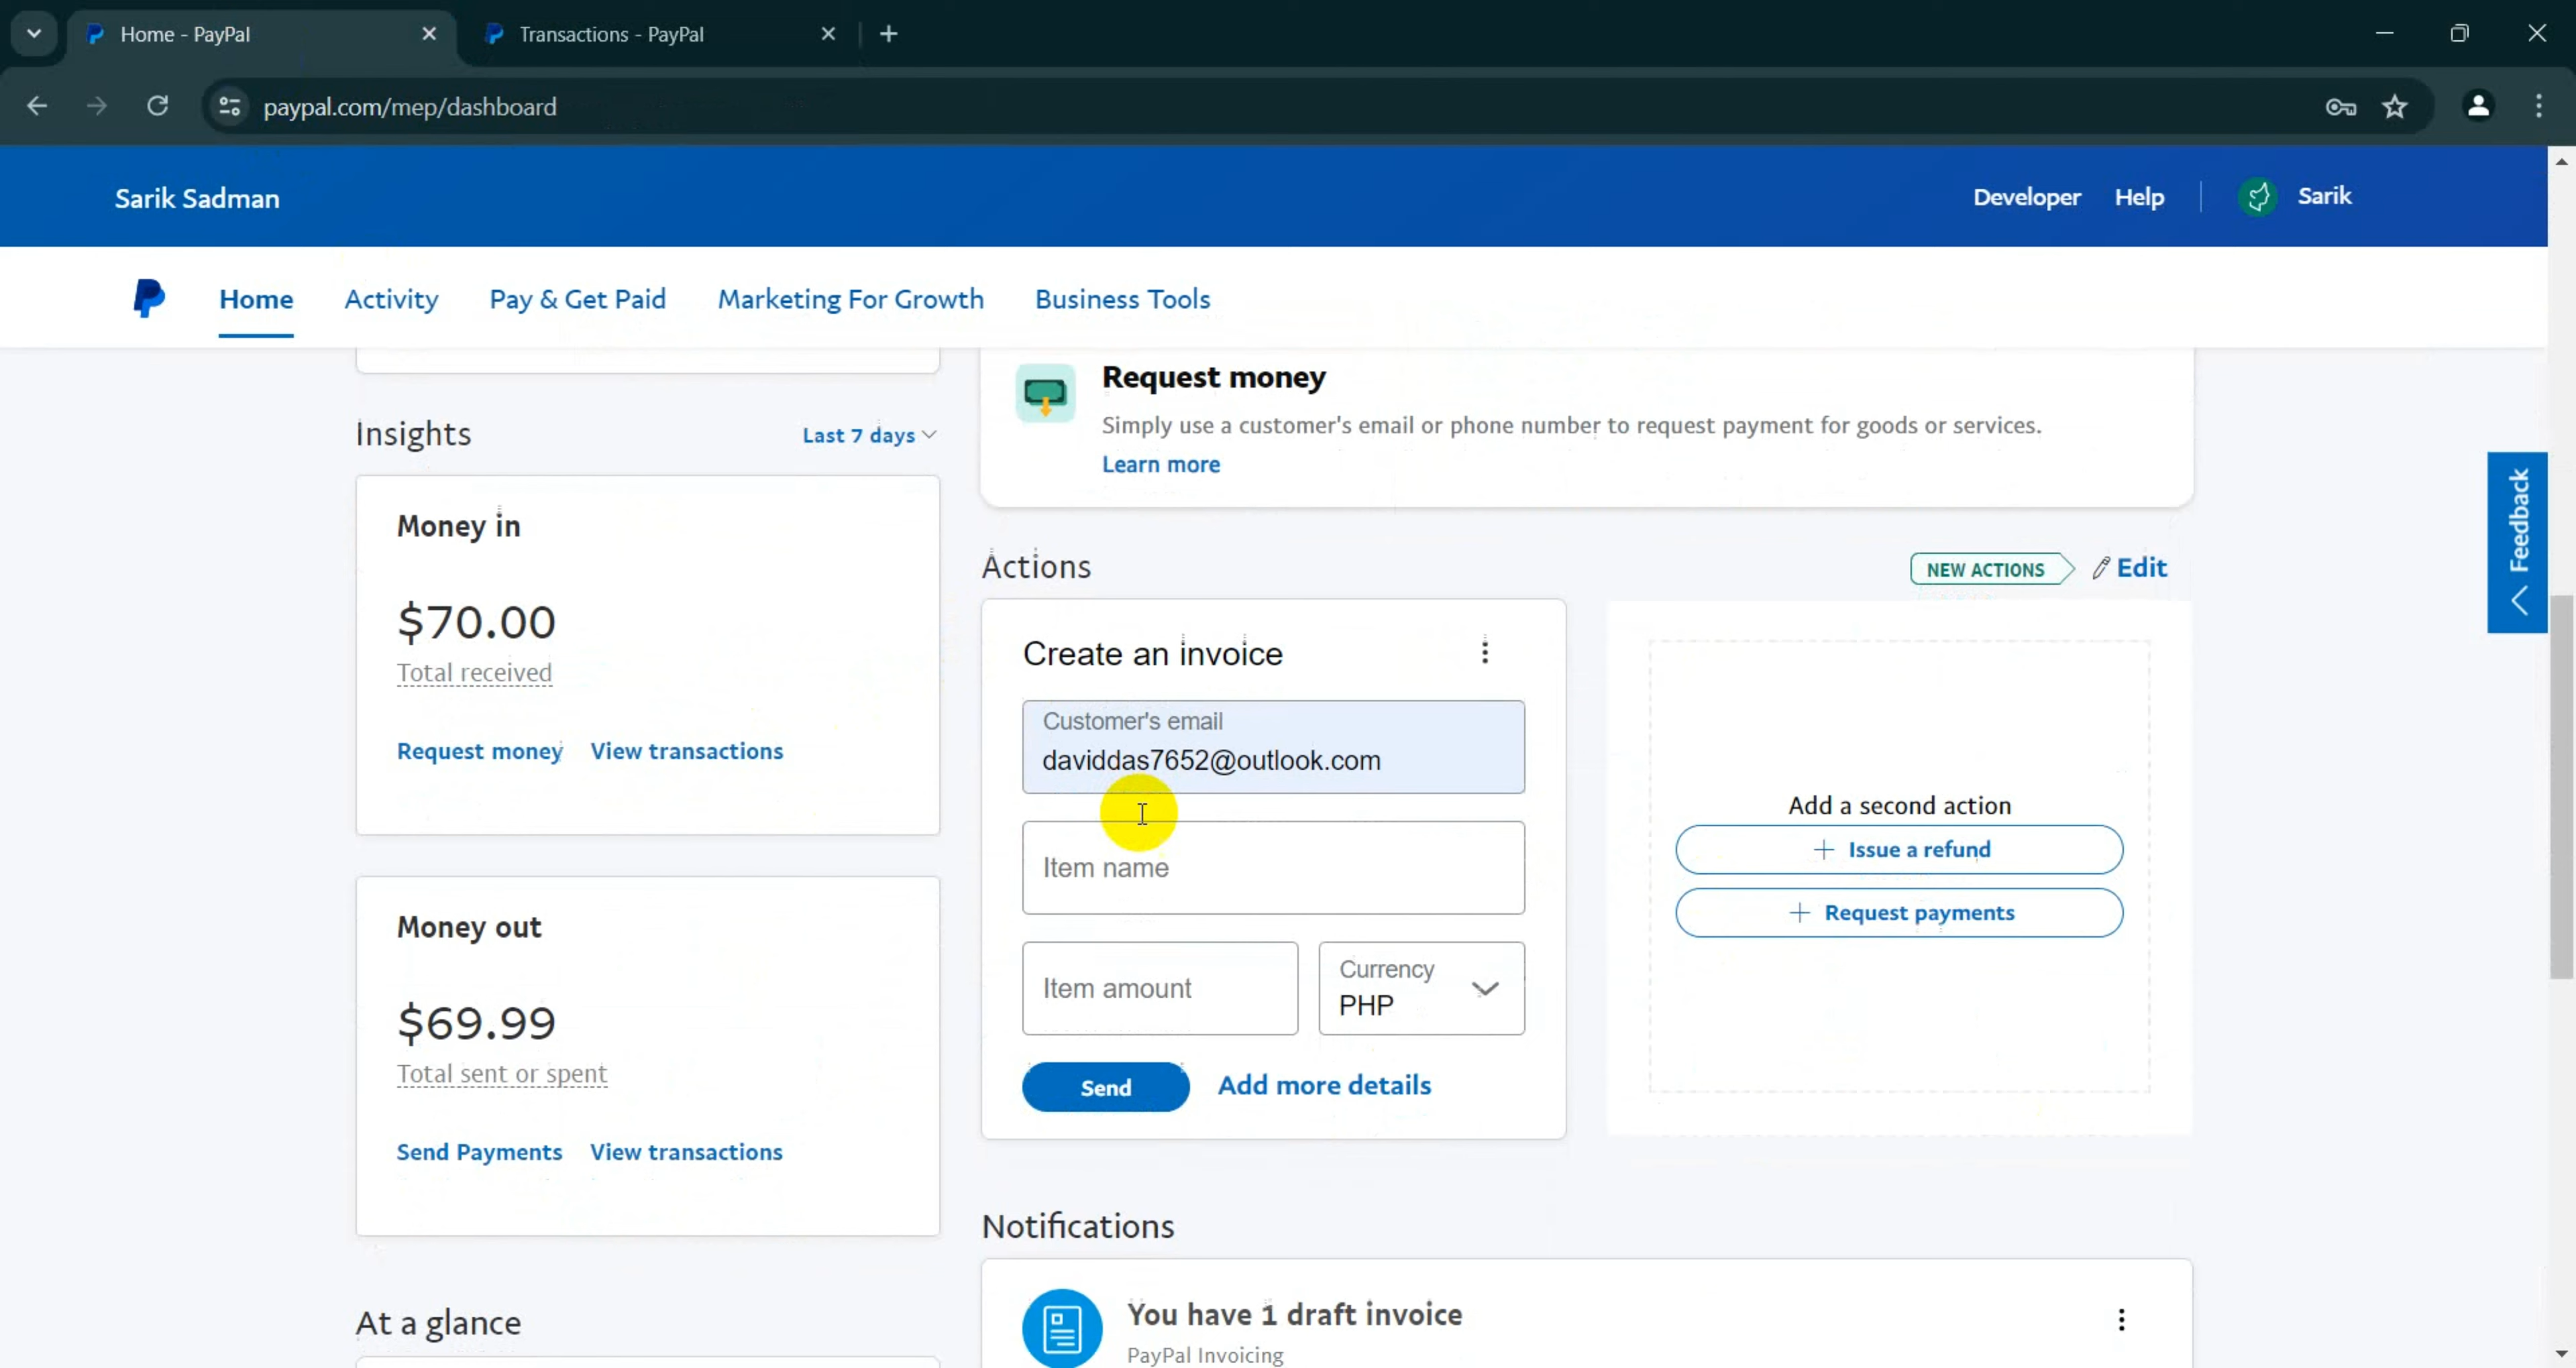 Home - PayPal
Transactions - PayPal
paypal.com/mep/dashboard
Sarik Sadman
Developer
Help
Sarik
Home
Activity
Pay & Get Paid
Marketing For Growth
Business Tools
Request money
Simply use a customer's email or phone number to request payment for goods or services.
Learn more
Insights
Last 7 days
Money in
$70.00
Total received
Request money
View transactions
Money out
$69.99
Total sent or spent
Send Payments
View transactions
At a glance
Actions
NEW ACTIONS
Edit
Create an invoice
Customer's email
daviddas7652@outlook.com
Item name
Item amount
Currency
PHP
Send
Add more details
Add a second action
+ Issue a refund
+ Request payments
Notifications
You have 1 draft invoice
PayPal Invoicing
Feedback